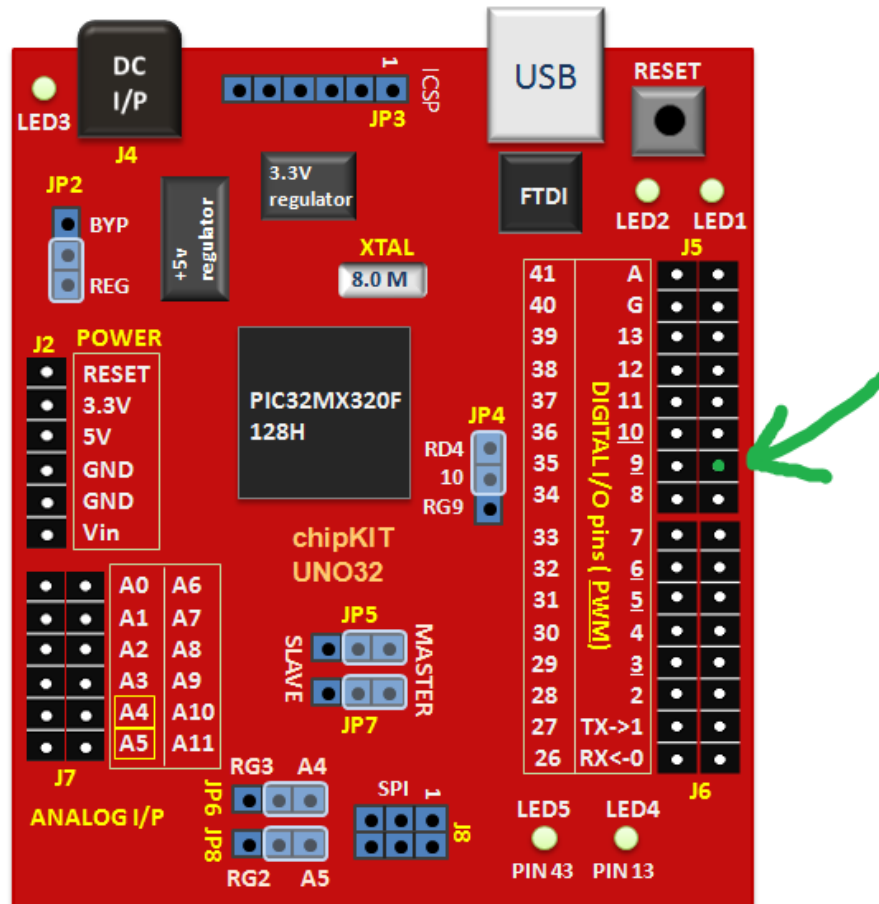 DC
I/P
J4
LED3
1
ICSP
JP3
USB
RESET
3.3V
regulator
+5v
regulator
FTDI
LED2
LED1
J5
JP2
BYP
REG
XTAL
8.0 M
J2
POWER
RESET
3.3V
5V
GND
GND
Vin
PIC32MX320F
128H
JP4
RD4
10
RG9
chipKIT
UNO32
41 A
40 G
39 13
38 12
37 11
36 10
35 9
34 8
33 7
32 6
31 5
30 4
29 3
28 2
27 TX->1
26 RX<-0
DIGITAL I/O pins ( PWM)
J6
A0 A6
A1 A7
A2 A8
A3 A9
A4 A10
A5 A11
J7
ANALOG I/P
JP5
SLAVE
MASTER
JP7
RG3 A4
JP6
JP8
RG2 A5
SPI 1
J8
LED5
PIN 43
LED4
PIN 13